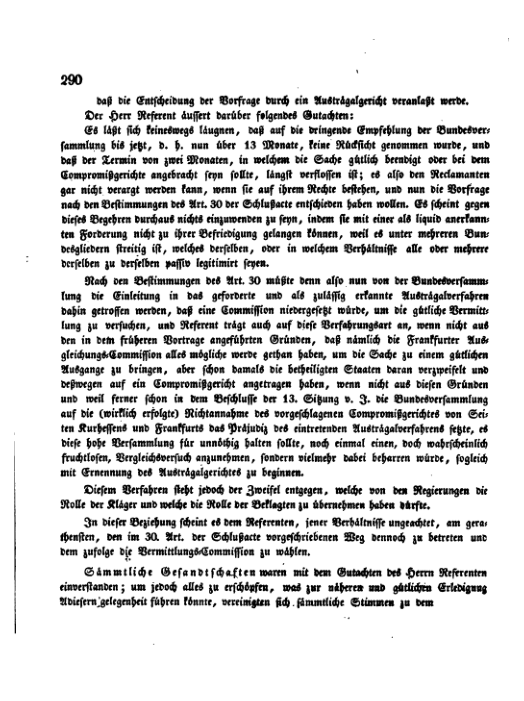 290
daß die Entscheidung der Vorfrage durch ein Austrägalgericht veranlaßt werde.
Der Herr Referent äussert darüber folgendes Gutachten:
Es läßt sich keineswegs läugnen, daß auf die dringende Empfehlung der Bundesver-
sammlung bis jetzt, d. h. nun über 13 Monate, keine Rücksicht genommen wurde, und
daß der Termin von zwei Monaten, in welchem die Sache gütlich beendigt oder bei dem
Compromißgerichte angebracht seyn sollte, längst verflossen ist; es also den Reclamanten
gar nicht verargt werden kann, wenn sie auf ihrem Rechte bestehen, und nun die Vorfrage
nach den Bestimmungen des Art. 30 der Schlußacte entschieden haben wollen. Es scheint gegen
dieses Begehren durchaus nichts einzuwenden zu seyn, indem sie mit einer als liquid anerkann-
ten Forderung nicht zu ihrer Befriedigung gelangen können, weil es unter mehreren Bun-
desgliedern streitig ist, welches derselben, oder in welchem Verhältnisse alle oder mehrere
derselben zu derselben passiv legitimirt seyen.
Nach den Bestimmungen des Art. 30 müßte denn also nun von der Bundesversamm-
lung die Einleitung in das geforderte und als zulässig erkannte Austrägalverfahren
dahin getroffen werden, daß eine Commission niedergesetzt würde, um die gütliche Vermitt-
lung zu versuchen, und Referent trägt auch auf diese Verfahrungsart an, wenn nicht aus
den in dem früheren Vortrage angeführten Gründen, daß nämlich die Frankfurter Aus-
gleichungs-Commission alles mögliche werde gethan haben, um die Sache zu einem gütlichen
Ausgange zu bringen, aber schon damals die betheiligten Staaten daran verzweifelt und
deßwegen auf ein Compromißgericht angetragen haben, wenn nicht aus diesen Gründen
und weil ferner schon in dem Beschlusse der 13. Sitzung v. J. die Bundesversammlung
auf die (wirklich erfolgte) Nichtannahme des vorgeschlagenen Compromißgerichtes von Sei-
ten Kurhessens und Frankfurts das Präjudiz des eintretenden Austrägalverfahrens setzte, es
diese hohe Versammlung für unnöthig halten sollte, noch einmal einen, doch wahrscheinlich
fruchtlosen, Vergleichsversuch anzunehmen, sondern vielmehr dabei beharren würde, sogleich
mit Ernennung des Austrägalgerichtes zu beginnen.
Diesem Verfahren steht jedoch der Zweifel entgegen, welche von den Regierungen die
Rolle der Kläger und welche die Rolle der Beklagten zu übernehmen haben dürfte.
In dieser Beziehung scheint es dem Referenten, jener Verhältnisse ungeachtet, am gera-
thensten, den im 30. Art. der Schlußacte vorgeschriebenen Weg dennoch zu betreten und
dem zufolge die Vermittlungs-Commission zu wählen.
Sämmtliche Gesandtschaften waren mit dem Gutachten des Herrn Referenten
einverstanden; um jedoch alles zu erschöpfen, was zur näheren und gütlichen Erledigung
dieser Angelegenheit führen könnte, vereinigten sich sämmtliche Stimmen zu dem